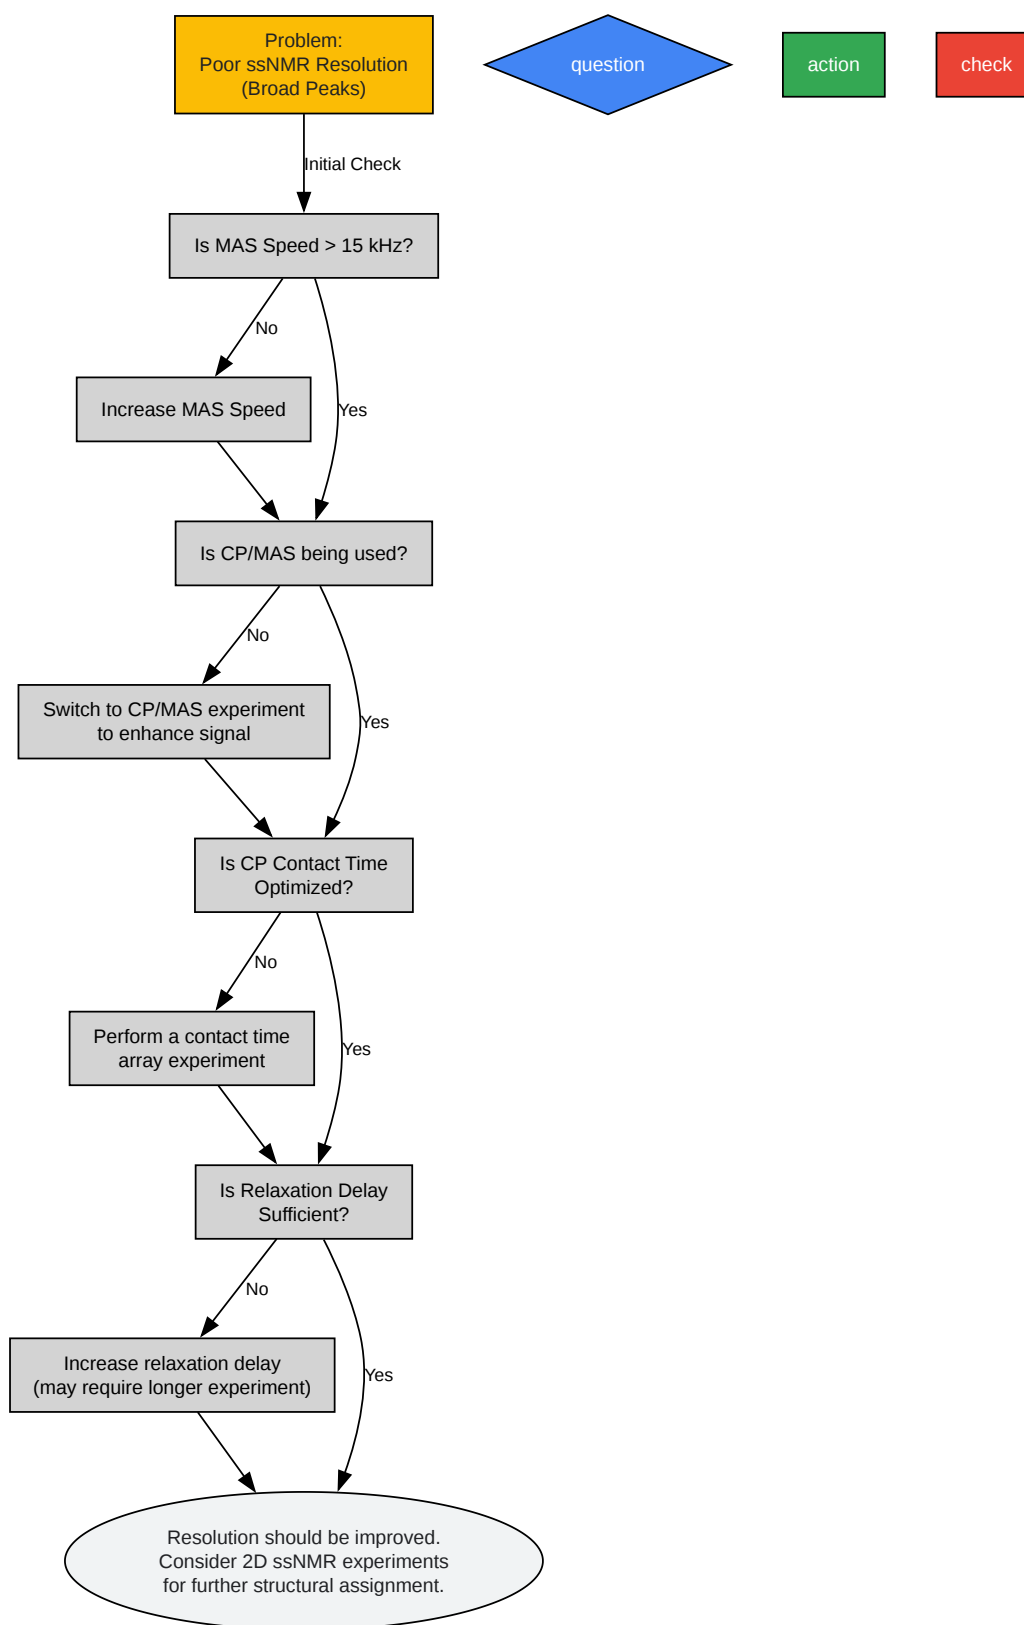 Problem:
Poor ssNMR Resolution
(Broad Peaks)
question
action
check
Initial Check
Is MAS Speed > 15 kHz?
No
Increase MAS Speed
Yes
Is CP/MAS being used?
No
Switch to CP/MAS experiment
to enhance signal
Yes
Is CP Contact Time
Optimized?
No
Perform a contact time
array experiment
Yes
Is Relaxation Delay
Sufficient?
No
Increase relaxation delay
(may require longer experiment)
Yes
Resolution should be improved.
Consider 2D ssNMR experiments
for further structural assignment.